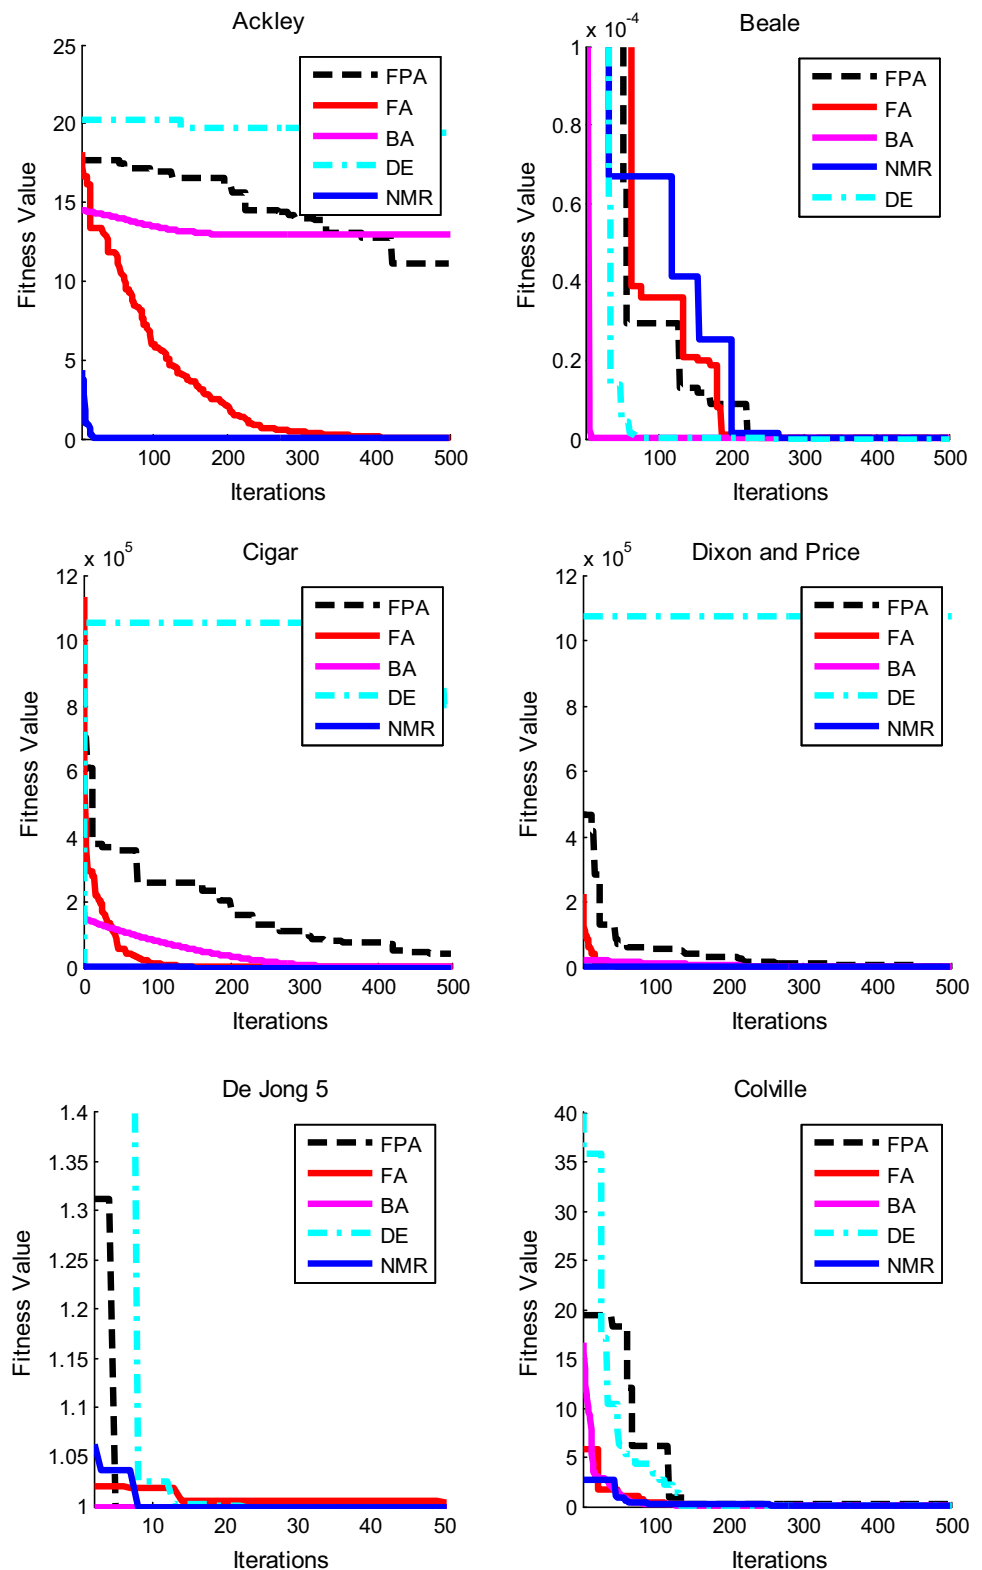 Ackley
25
20
15
10
5
0
100
200
300
400
500
Fitness Value
Iterations
FPA
FA
BA
DE
NMR
Beale
x 10^-4
1
0.8
0.6
0.4
0.2
0
100
200
300
400
500
Fitness Value
Iterations
FPA
FA
BA
NMR
DE
Cigar
x 10^5
12
10
8
6
4
2
0
0
100
200
300
400
500
Fitness Value
Iterations
FPA
FA
BA
DE
NMR
Dixon and Price
x 10^5
12
10
8
6
4
2
0
100
200
300
400
500
Fitness Value
Iterations
FPA
FA
BA
DE
NMR
De Jong 5
1.4
1.35
1.3
1.25
1.2
1.15
1.1
1.05
1
10
20
30
40
50
Fitness Value
Iterations
FPA
FA
BA
DE
NMR
Colville
40
35
30
25
20
15
10
5
0
100
200
300
400
500
Fitness Value
Iterations
FPA
FA
BA
DE
NMR